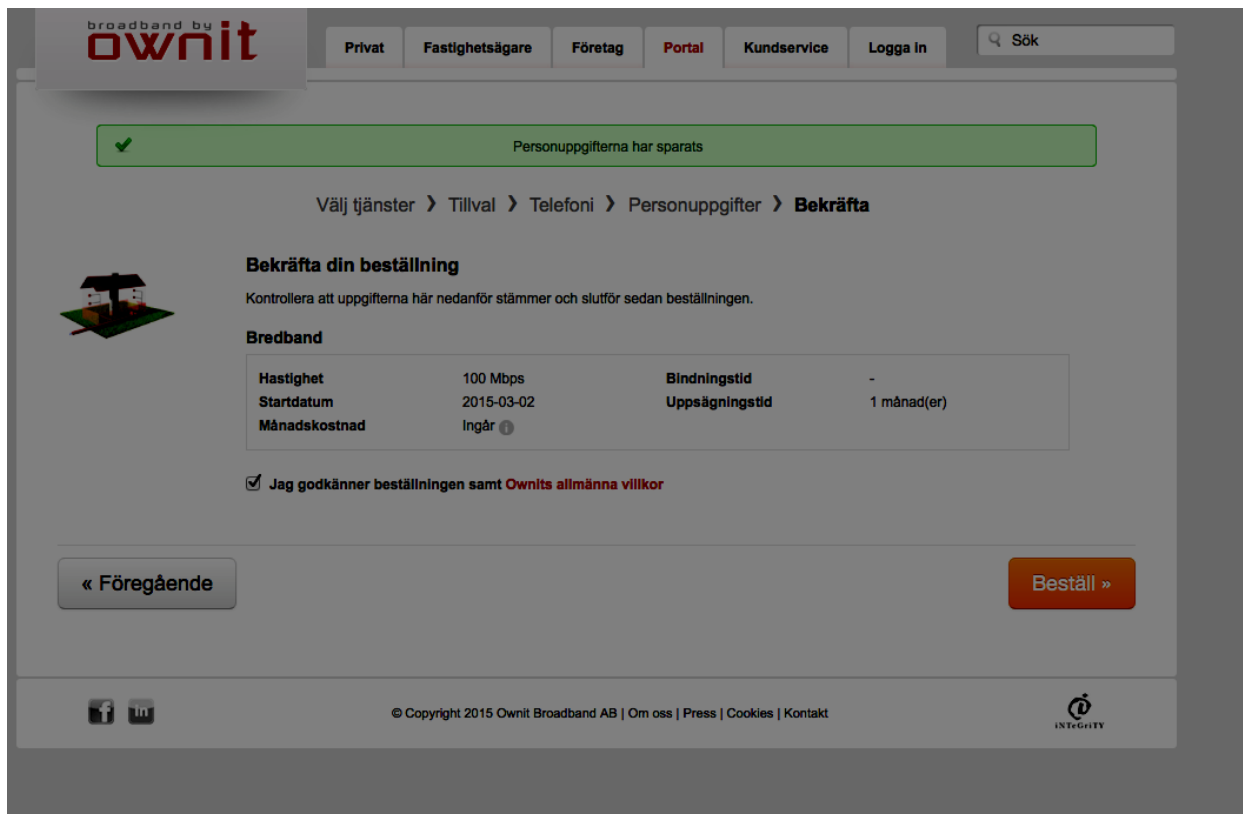 broadband by
ownit
Privat
Fastighetsägare
Företag
Portal
Kundservice
Logga in
Sök
Personuppgifterna har sparats
Välj tjänster ❯ Tillval ❯ Telefoni ❯ Personuppgifter ❯ Bekräfta
Bekräfta din beställning
Kontrollera att uppgifterna här nedanför stämmer och slutför sedan beställningen.
Bredband
Hastighet 100 Mbps Bindningstid -
Startdatum 2015-03-02 Uppsägningstid 1 månad(er)
Månadskostnad Ingår
Jag godkänner beställningen samt Ownits allmänna villkor
« Föregående
Beställ »
© Copyright 2015 Ownit Broadband AB | Om oss | Press | Cookies | Kontakt
iNTeGriTY